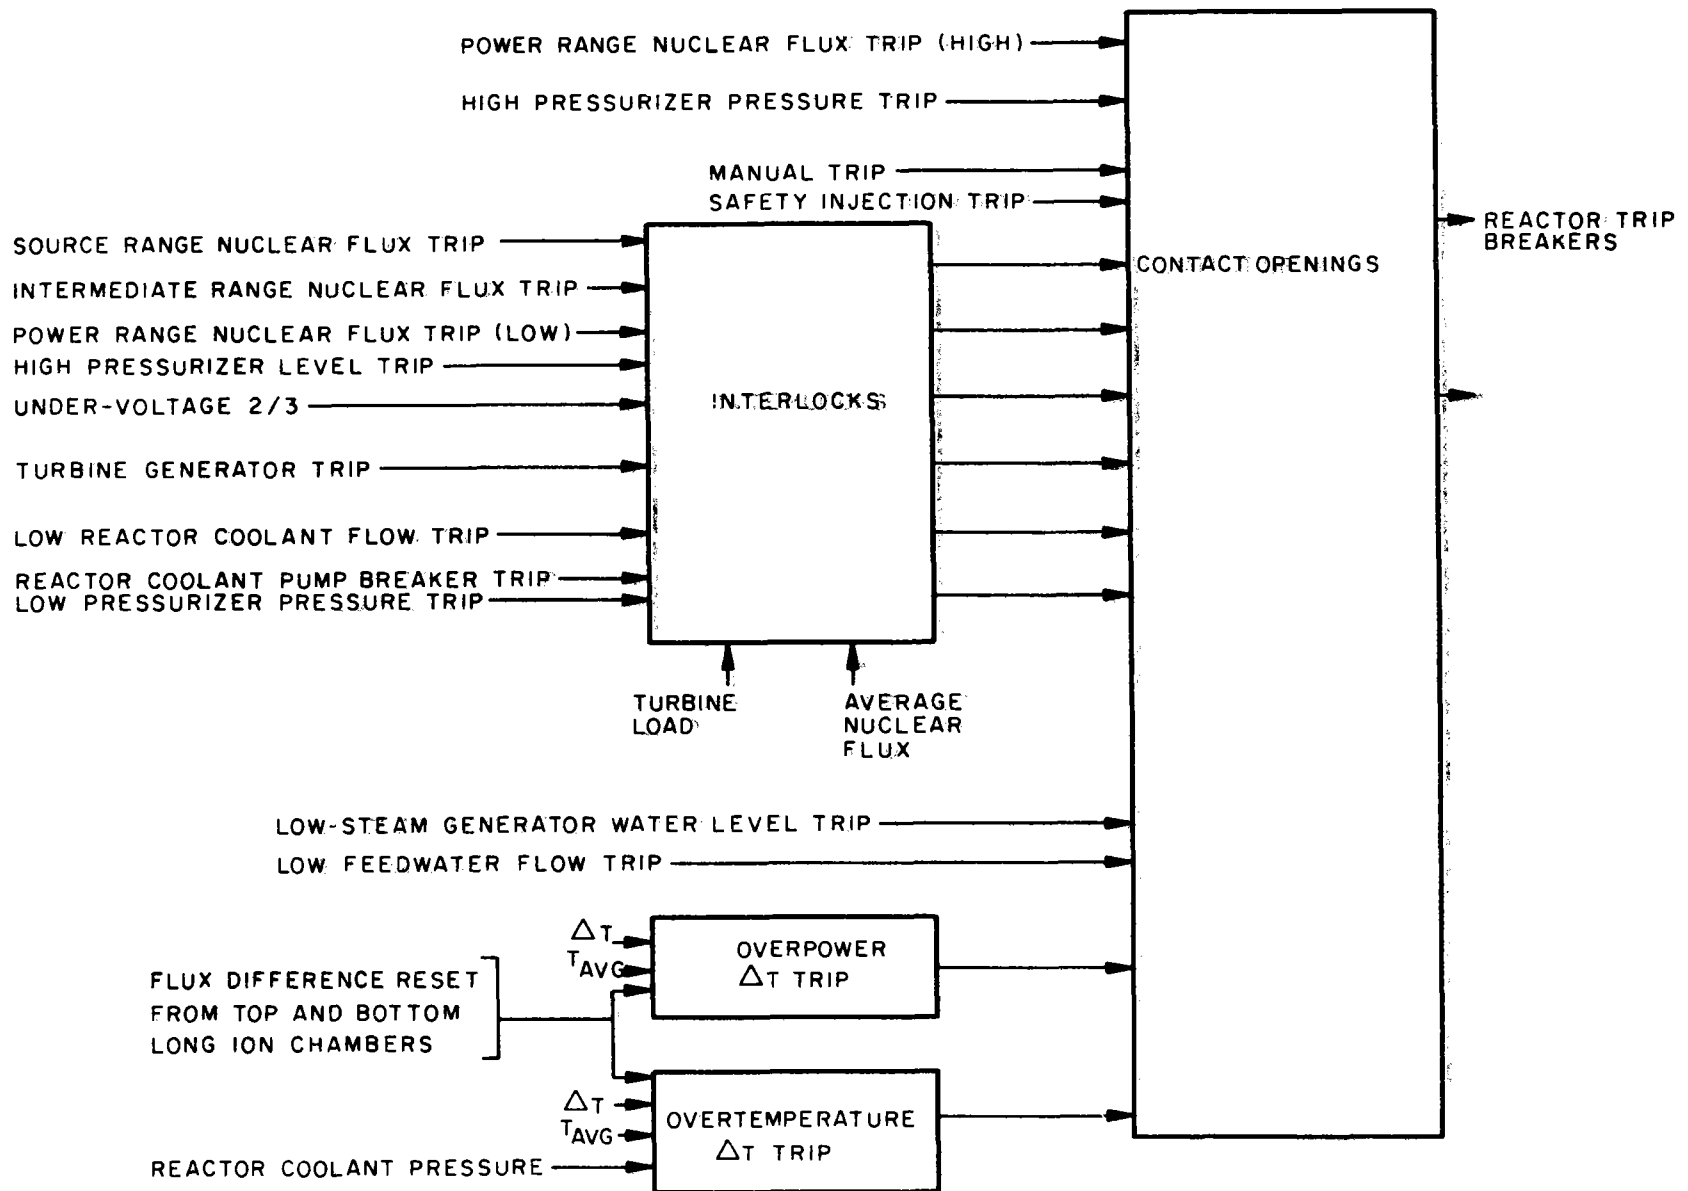 POWER RANGE NUCLEAR FLUX TRIP (HIGH)
HIGH PRESSURIZER PRESSURE TRIP
MANUAL TRIP
SAFETY INJECTION TRIP
SOURCE RANGE NUCLEAR FLUX TRIP
INTERMEDIATE RANGE NUCLEAR FLUX TRIP
POWER RANGE NUCLEAR FLUX TRIP (LOW)
HIGH PRESSURIZER LEVEL TRIP
UNDER-VOLTAGE 2/3
TURBINE GENERATOR TRIP
LOW REACTOR COOLANT FLOW TRIP
REACTOR COOLANT PUMP BREAKER TRIP
LOW PRESSURIZER PRESSURE TRIP
INTERLOCKS
TURBINE
LOAD
AVERAGE
NUCLEAR
FLUX
CONTACT OPENINGS
REACTOR TRIP
BREAKERS
LOW-STEAM GENERATOR WATER LEVEL TRIP
LOW FEEDWATER FLOW TRIP
FLUX DIFFERENCE RESET
FROM TOP AND BOTTOM
LONG ION CHAMBERS
ΔT
TAVG
OVERPOWER
ΔT TRIP
ΔT
TAVG
REACTOR COOLANT PRESSURE
OVERTEMPERATURE
ΔT TRIP